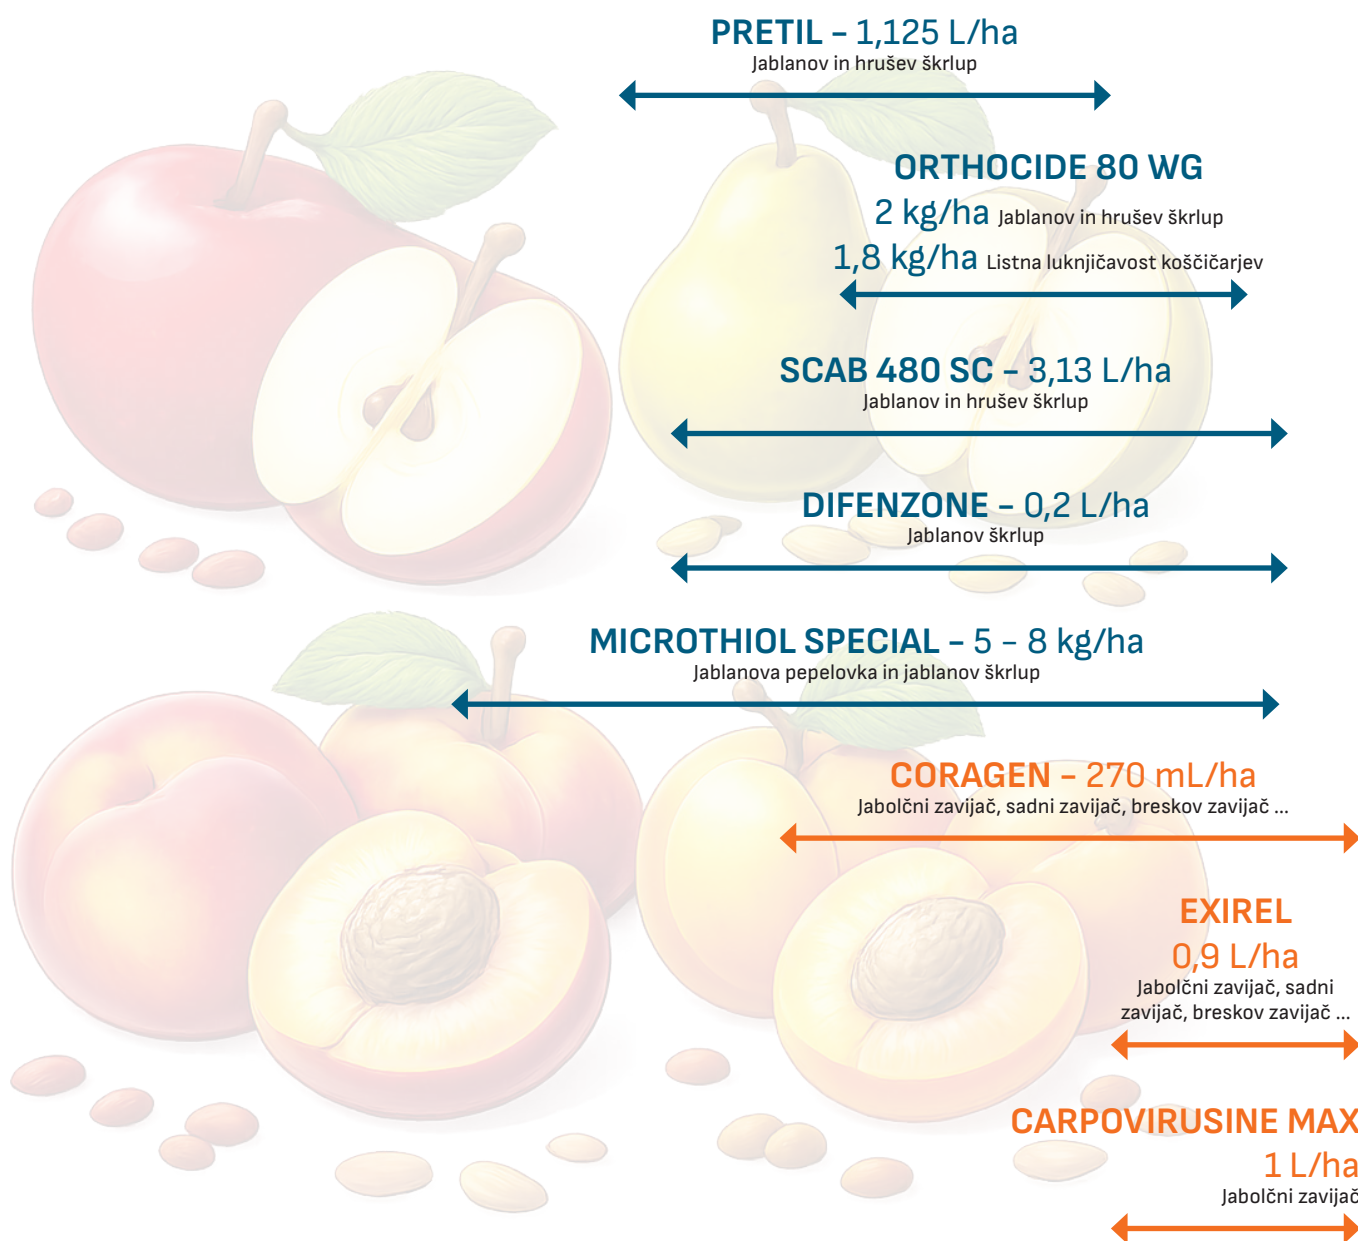 PRETIL – 1,125 L/ha
Jablanov in hrušev škrlup
ORTHOCIDE 80 WG
2 kg/ha Jablanov in hrušev škrlup
1,8 kg/ha Listna luknjičavost koščičarjev
SCAB 480 SC – 3,13 L/ha
Jablanov in hrušev škrlup
DIFENZONE – 0,2 L/ha
Jablanov škrlup
MICROTHIOL SPECIAL – 5 – 8 kg/ha
Jablanova pepelovka in jablanov škrlup
CORAGEN – 270 mL/ha
Jabolčni zavijač, sadni zavijač, breskov zavijač ...
EXIREL
0,9 L/ha
Jabolčni zavijač, sadni
zavijač, breskov zavijač ...
CARPOVIRUSINE MAX
1 L/ha
Jabolčni zavijač